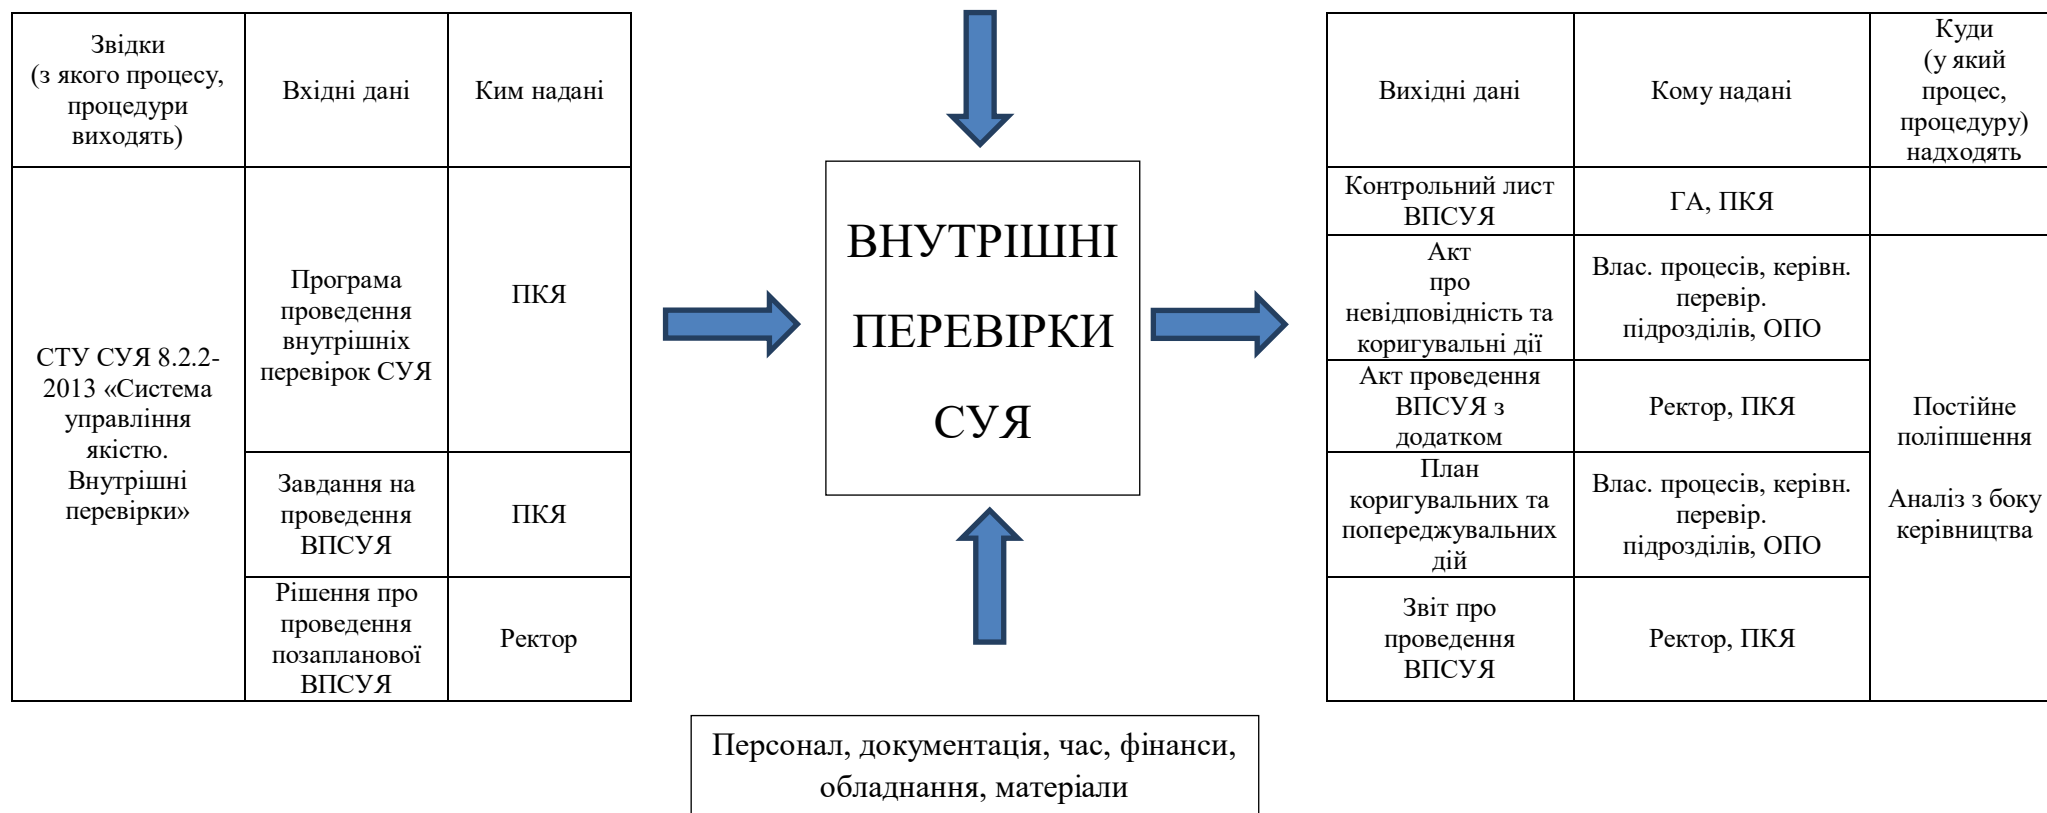 Звідки
(з якого процесу,
процедури
виходять)
Вхідні дані
Ким надані
СТУ СУЯ 8.2.2-
2013 «Система
управління
якістю.
Внутрішні
перевірки»
Програма
проведення
внутрішніх
перевірок СУЯ
ПКЯ
Завдання на
проведення
ВПСУЯ
ПКЯ
Рішення про
проведення
позапланової
ВПСУЯ
Ректор
ВНУТРІШНІ
ПЕРЕВІРКИ
СУЯ
Персонал, документація, час, фінанси,
обладнання, матеріали
Вихідні дані
Кому надані
Куди
(у який
процес,
процедуру)
надходять
Контрольний лист
ВПСУЯ
ГА, ПКЯ
Акт
про
невідповідність та
коригувальні дії
Влас. процесів, керівн.
перевір.
підрозділів, ОПО
Акт проведення
ВПСУЯ з
додатком
Ректор, ПКЯ
План
коригувальних та
попереджувальних
дій
Влас. процесів, керівн.
перевір.
підрозділів, ОПО
Звіт про
проведення
ВПСУЯ
Ректор, ПКЯ
Постійне
поліпшення
Аналіз з боку
керівництва